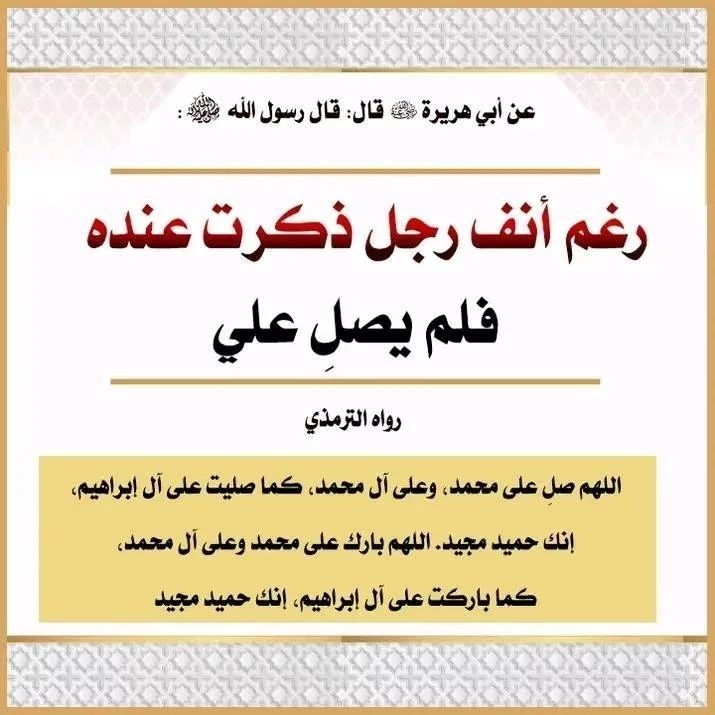 عن أبي هريرة ﷺ قال: قال رسول الله ﷺ :
رغم أنف رجل ذكرت عنده
فلم يصلِ علي
رواه الترمذي
اللهم صلِ على محمد، وعلى آل محمد، كما صليت على آل إبراهيم،
إنك حميد مجيد. اللهم بارك على محمد وعلى آل محمد،
كما باركت على آل إبراهيم، إنك حميد مجيد